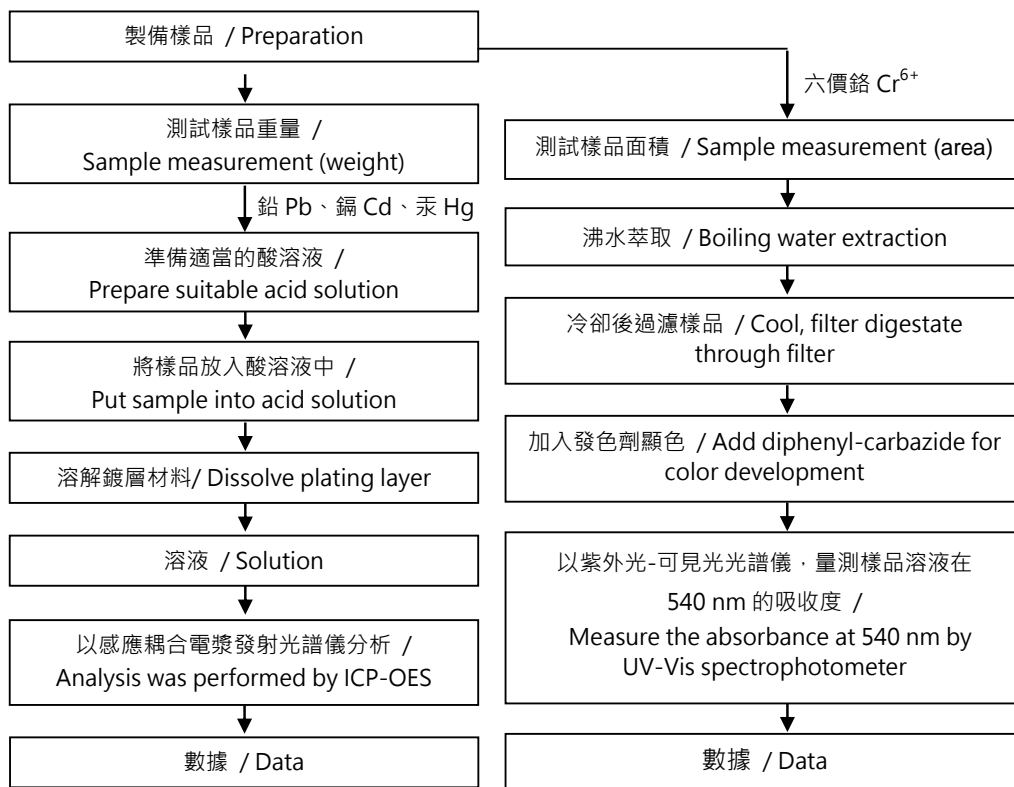 製備樣品 / Preparation
測試樣品重量 /
Sample measurement (weight)
鉛 Pb、鎘 Cd、汞 Hg
準備適當的酸溶液 /
Prepare suitable acid solution
將樣品放入酸溶液中 /
Put sample into acid solution
溶解鍍層材料/ Dissolve plating layer
溶液 / Solution
以感應耦合電漿發射光譜儀分析 /
Analysis was performed by ICP-OES
數據 / Data
六價鉻 Cr⁶⁺
測試樣品面積 / Sample measurement (area)
沸水萃取 / Boiling water extraction
冷卻後過濾樣品 / Cool, filter digestate
through filter
加入發色劑顯色 / Add diphenyl-carbazide for
color development
以紫外光-可見光光譜儀，量測樣品溶液在
540 nm 的吸收度 /
Measure the absorbance at 540 nm by
UV-Vis spectrophotometer
數據 / Data